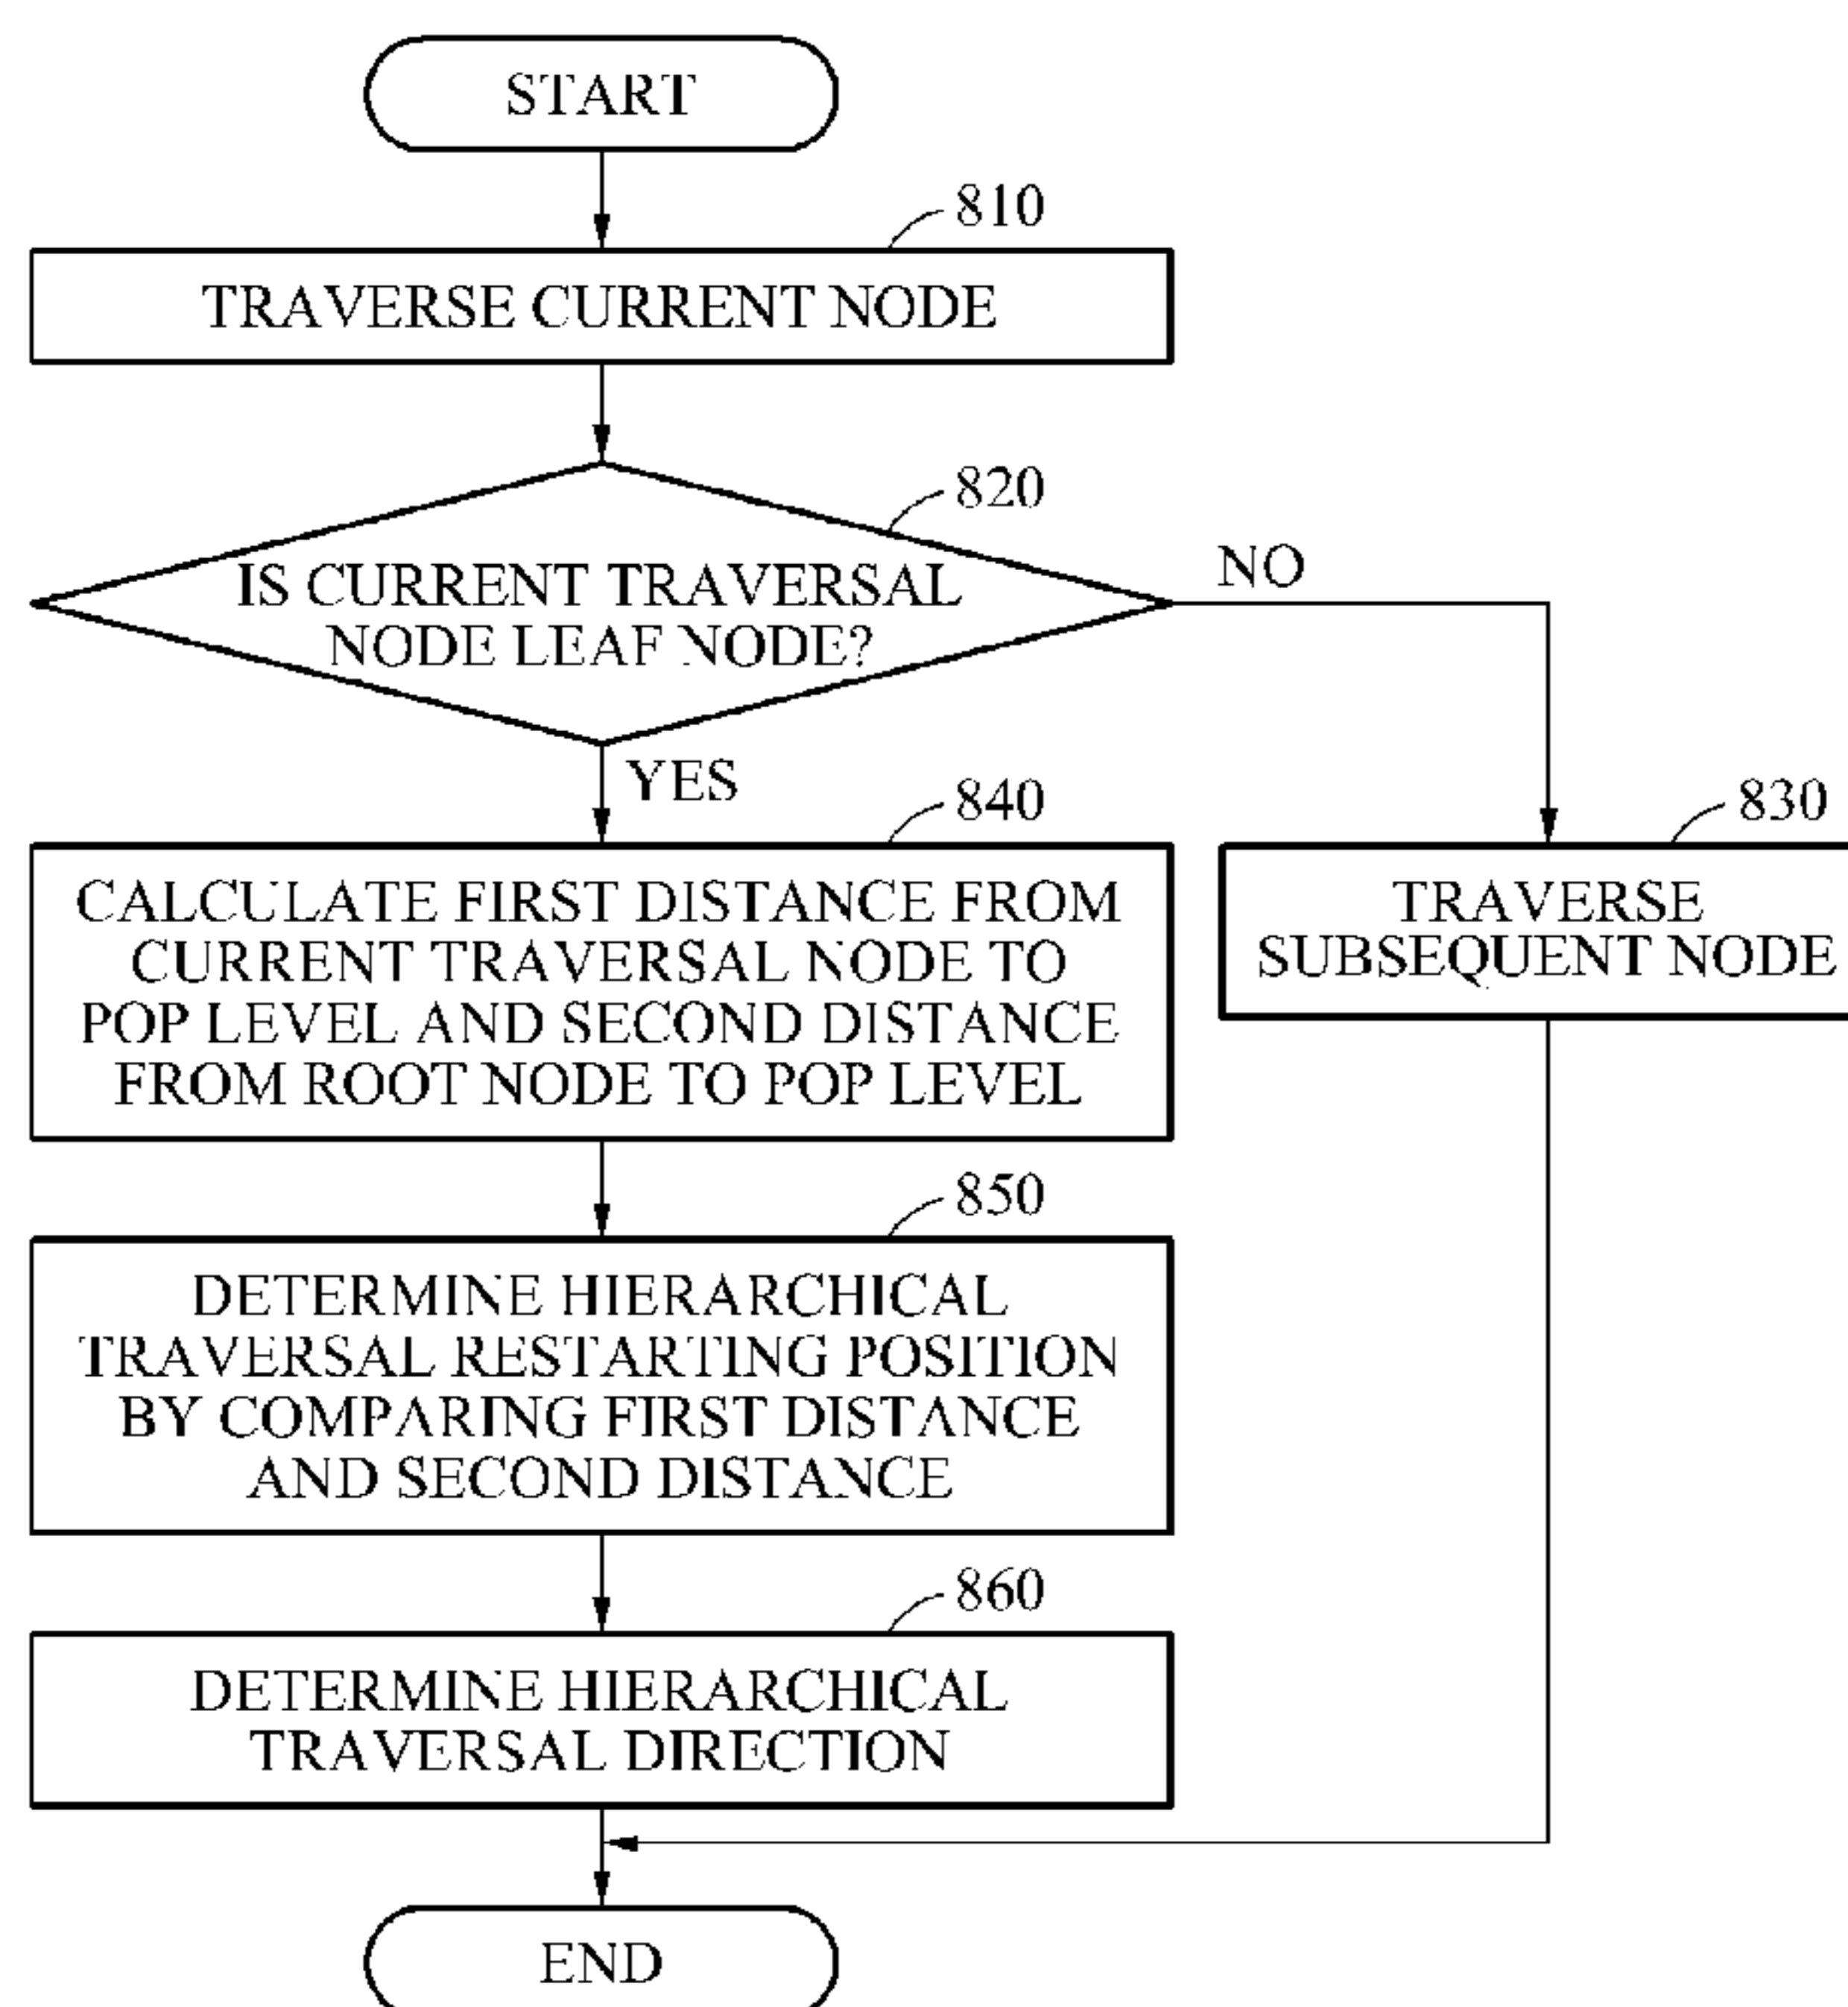 START
810
TRAVERSE CURRENT NODE
820
IS CURRENT TRAVERSAL
NODE LEAF NODE?
NO
YES
840
CALCULATE FIRST DISTANCE FROM
CURRENT TRAVERSAL NODE TO
POP LEVEL AND SECOND DISTANCE
FROM ROOT NODE TO POP LEVEL
830
TRAVERSE
SUBSEQUENT NODE
850
DETERMINE HIERARCHICAL
TRAVERSAL RESTARTING POSITION
BY COMPARING FIRST DISTANCE
AND SECOND DISTANCE
860
DETERMINE HIERARCHICAL
TRAVERSAL DIRECTION
END